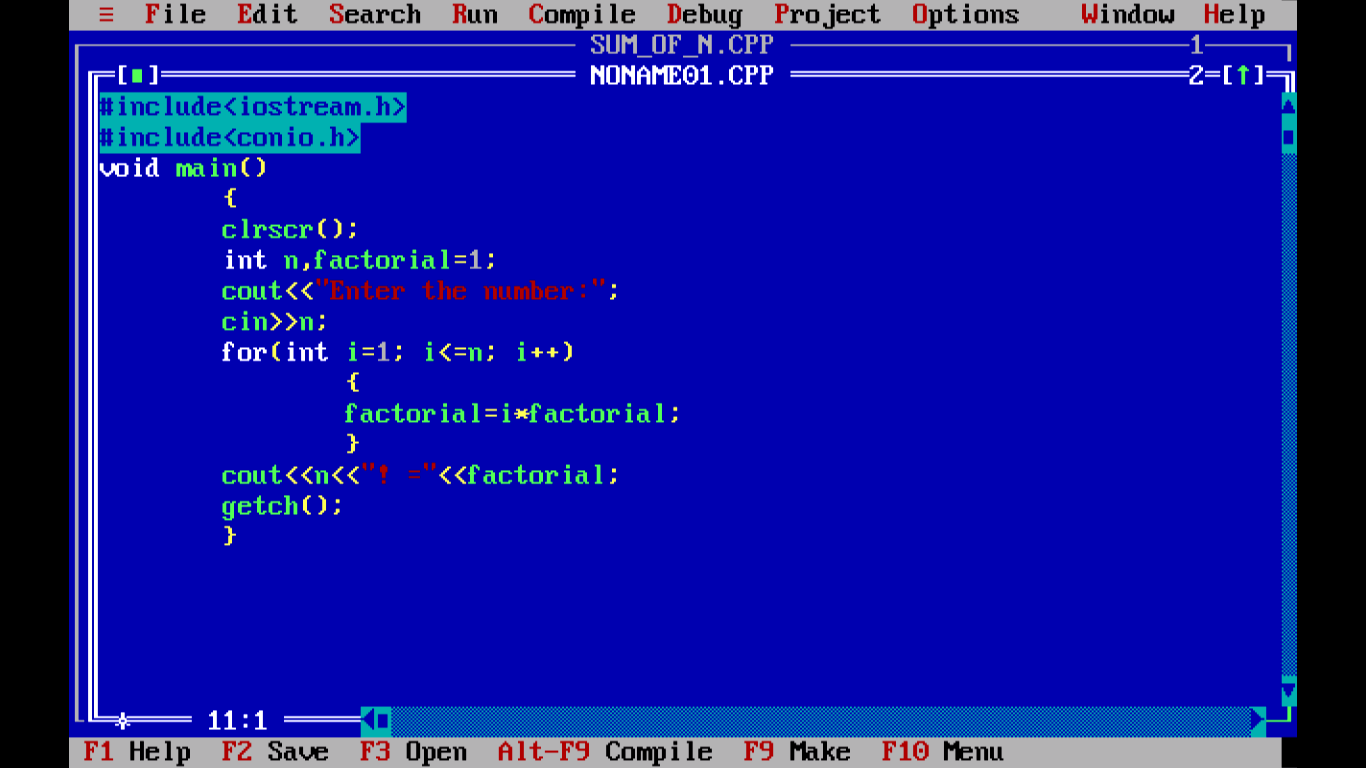 ≡ File Edit Search Run Compile Debug Project Options Window Help
SUM_OF_N.CPP 1
[■] NONAME01.CPP 2=[↑]
#include<iostream.h>
#include<conio.h>
void main()
{
clrscr();
int n,factorial=1;
cout<<"Enter the number:";
cin>>n;
for(int i=1; i<=n; i++)
{
factorial=i*factorial;
}
cout<<n<<"! ="<<factorial;
getch();
}
11:1
F1 Help F2 Save F3 Open Alt-F9 Compile F9 Make F10 Menu